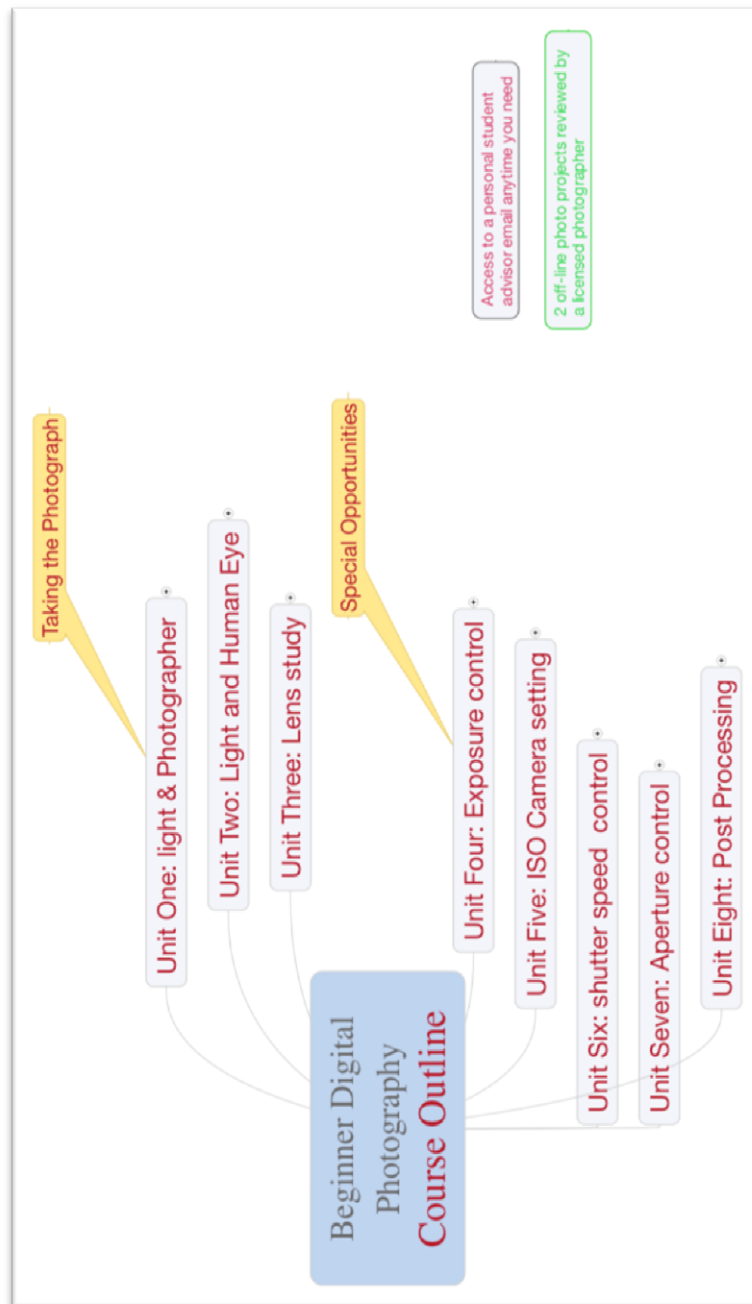 Beginner Digital
Photography
Course Outline
Taking the Photograph
Unit One: light & Photographer
Unit Two: Light and Human Eye
Unit Three: Lens study
Special Opportunities
Unit Four: Exposure control
Unit Five: ISO Camera setting
Unit Six: shutter speed  control
Unit Seven: Aperture control
Unit Eight: Post Processing
Access to a personal student
advisor email anytime you need
2 off-line photo projects reviewed by
a licensed photographer